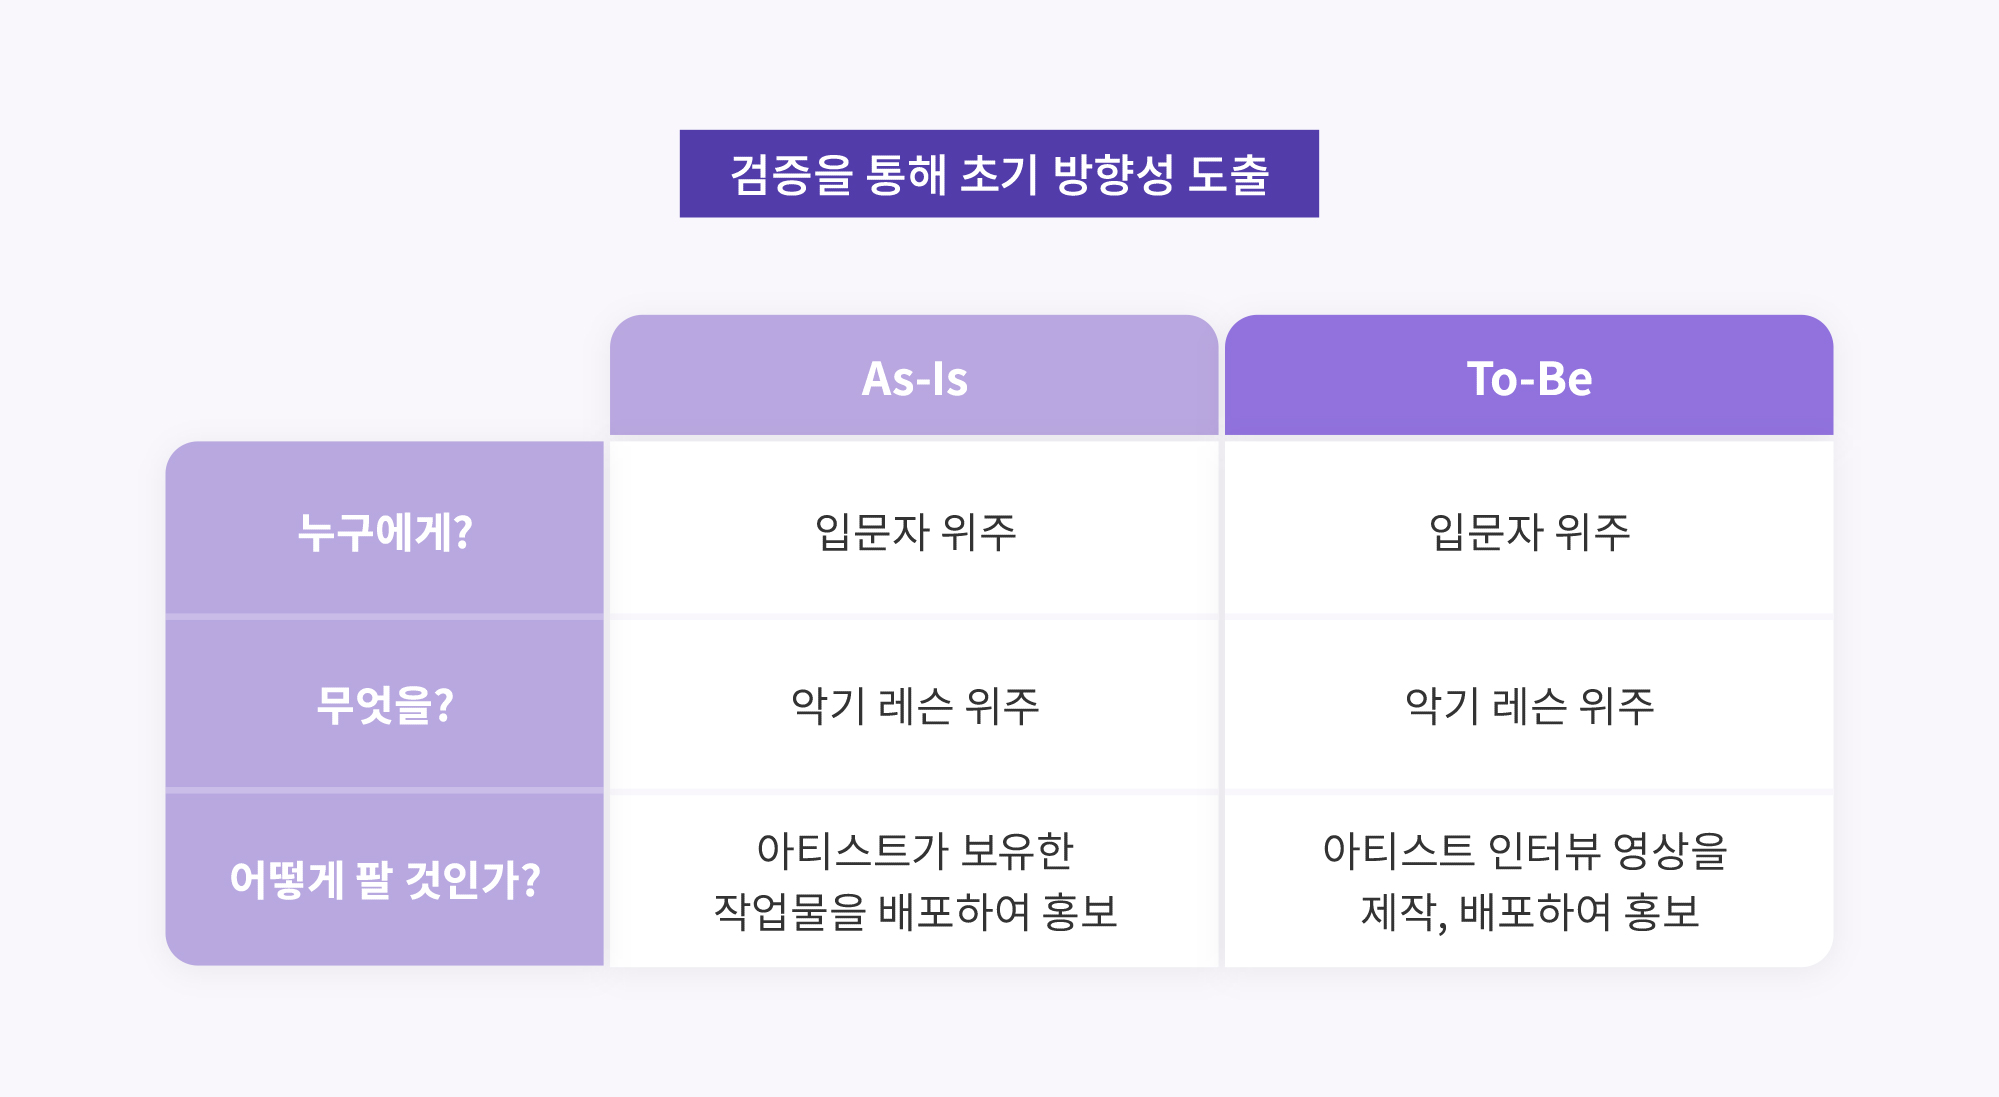 검증을 통해 초기 방향성 도출
As-Is
To-Be
누구에게?
입문자 위주
입문자 위주
무엇을?
악기 레슨 위주
악기 레슨 위주
어떻게 팔 것인가?
아티스트가 보유한
작업물을 배포하여 홍보
아티스트 인터뷰 영상을
제작, 배포하여 홍보